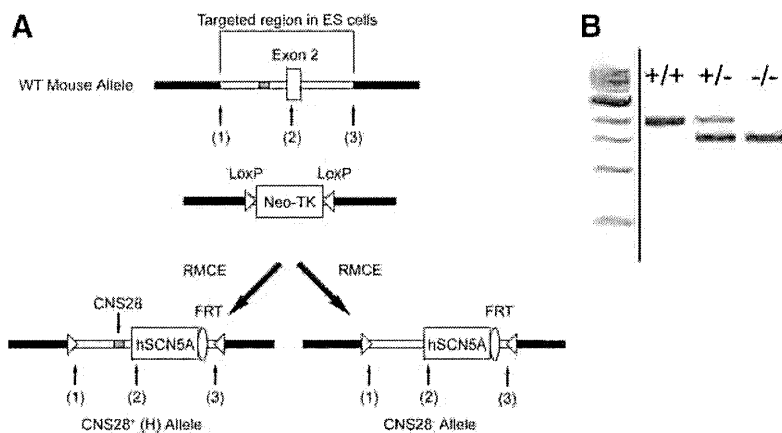 A
Targeted region in ES cells
Exon 2
WT Mouse Allele
(1)
(2)
(3)
LoxP
LoxP
Neo-TK
RMCE
RMCE
CNS28
FRT
FRT
hSCN5A
hSCN5A
(1)
(2)
(3)
(1)
(2)
(3)
CNS28⁺ (H) Allele
CNS28⁻ Allele
B
+/+
+/-
-/-